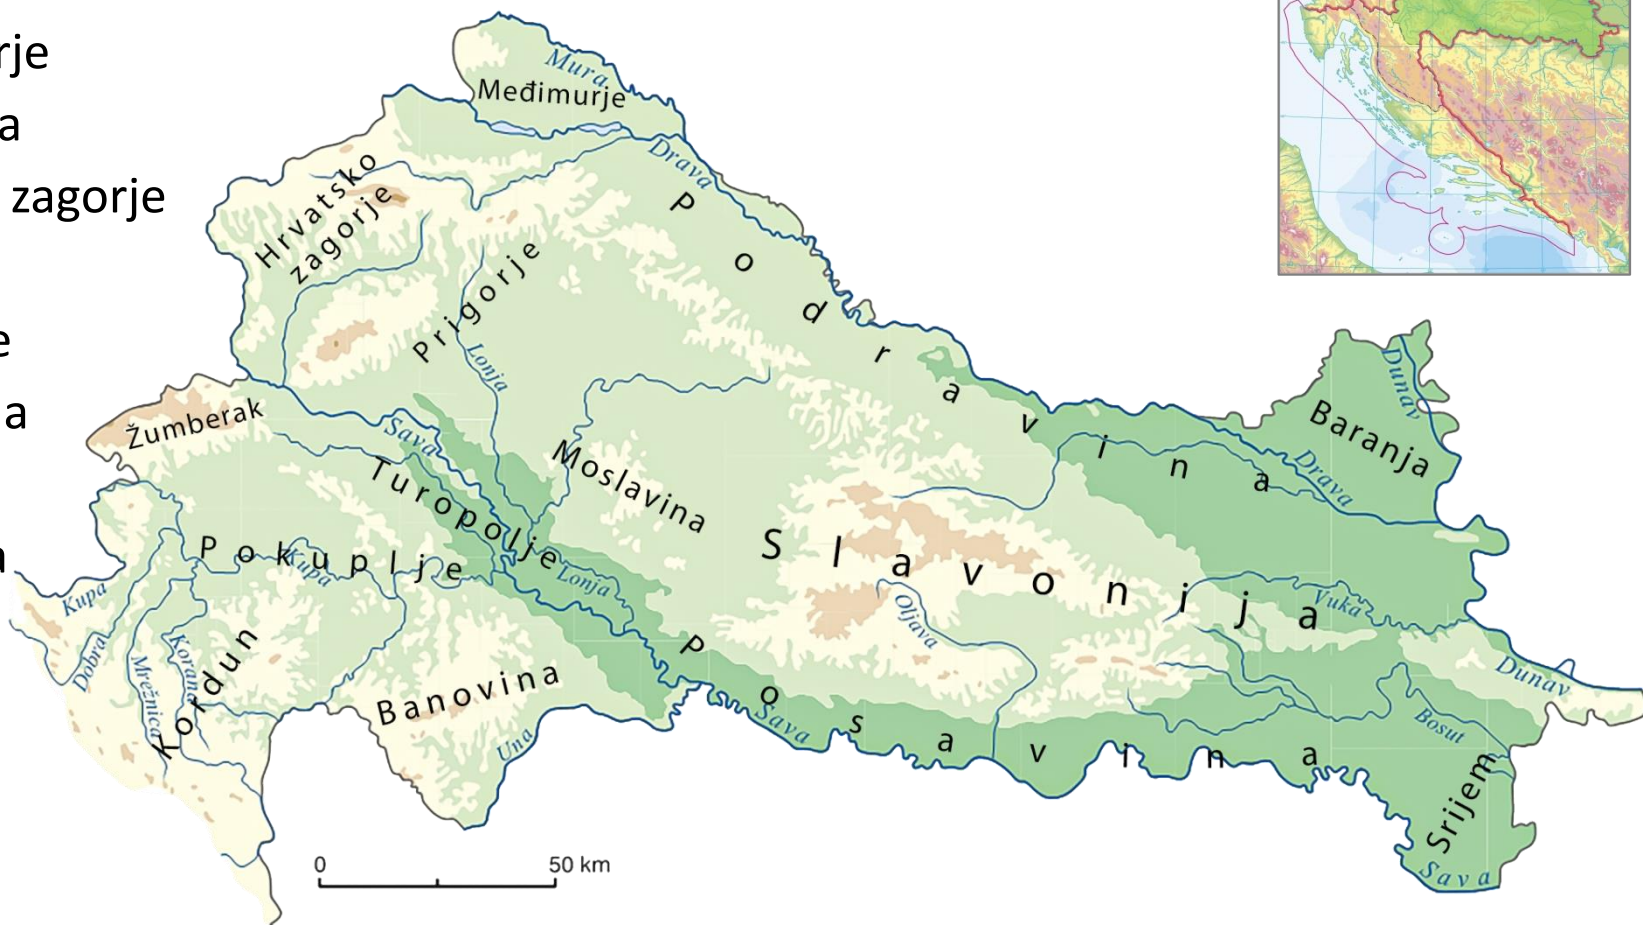 rje
a
zagorje
e
a
a
Mura
Međimurje
Drava
Hrvatsko
zagorje
Prigorje
Lonja
Podravina
Žumberak
Sava
Turopolje
Moslavina
Baranja
Dunav
Drava
Pokuplje
Kupa
Lonja
Slavonija
Oljava
Vuka
Kupa
Dobra
Mrežnica
Korana
Kordun
Banovina
Una
Posavina
Sava
Dunav
Bosut
Srijem
Sava
0 50 km